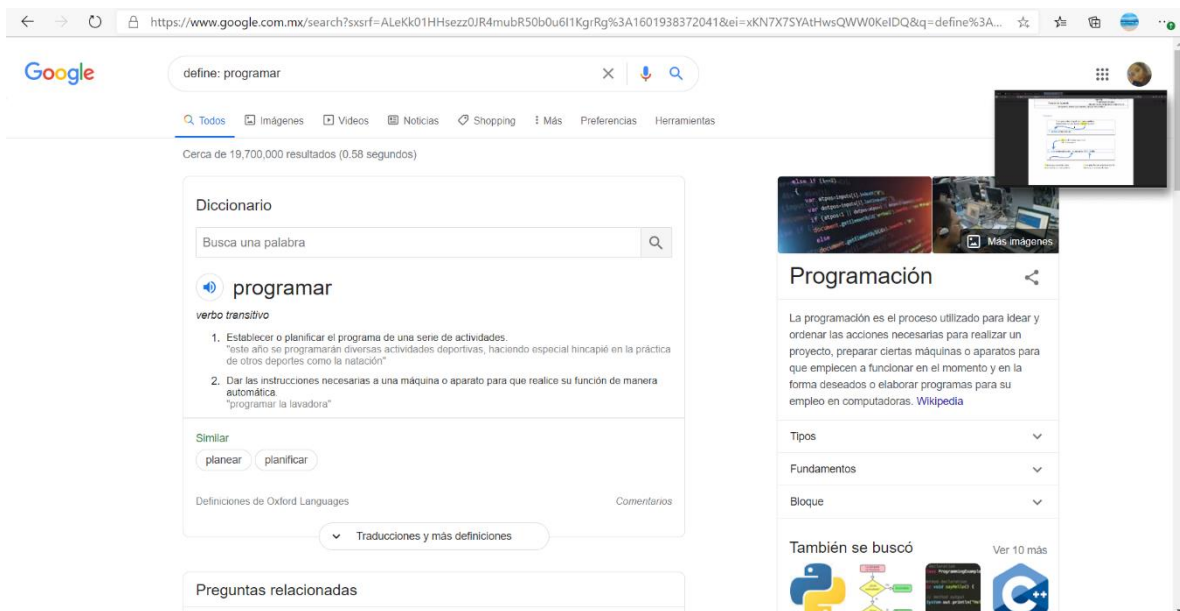 https://www.google.com.mx/search?sxsrf=ALeKk01HHsezz0JR4mubR50b0u6I1KgrRg%3A1601938372041&ei=xKN7X7SYAtHwsQWW0KeIDQ&q=define%3A...
Google
define: programar
Todos Imágenes Videos Noticias Shopping Más Preferencias Herramientas
Cerca de 19,700,000 resultados (0.58 segundos)
Diccionario
Busca una palabra
programar
verbo transitivo
1. Establecer o planificar el programa de una serie de actividades.
"este año se programarán diversas actividades deportivas, haciendo especial hincapié en la práctica
de otros deportes como la natación"
2. Dar las instrucciones necesarias a una máquina o aparato para que realice su función de manera
automática.
"programar la lavadora"
Similar
planear planificar
Definiciones de Oxford Languages Comentarios
Traducciones y más definiciones
Preguntas relacionadas
Más imágenes
Programación
La programación es el proceso utilizado para idear y
ordenar las acciones necesarias para realizar un
proyecto, preparar ciertas máquinas o aparatos para
que empiecen a funcionar en el momento y en la
forma deseados o elaborar programas para su
empleo en computadoras. Wikipedia
Tipos
Fundamentos
Bloque
También se buscó Ver 10 más
C++